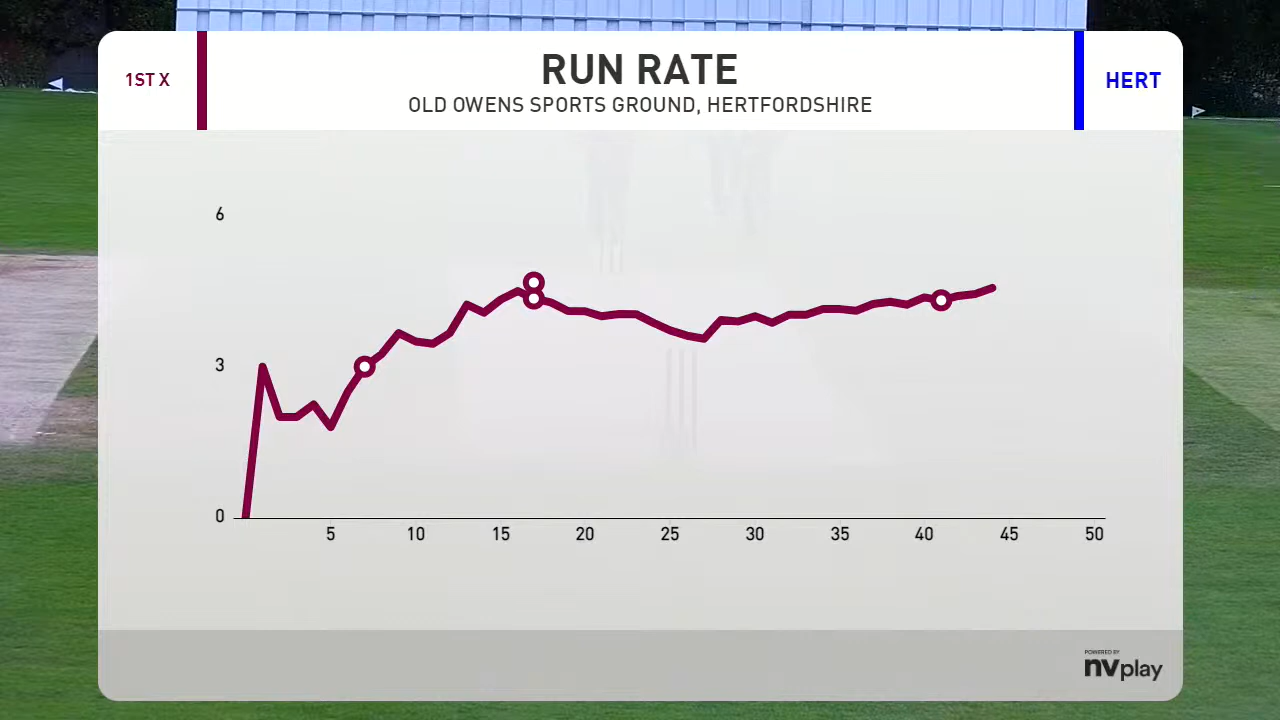 1ST X
RUN RATE
OLD OWENS SPORTS GROUND, HERTFORDSHIRE
HERT
6
3
0
5 10 15 20 25 30 35 40 45 50
POWERED BY
nvplay